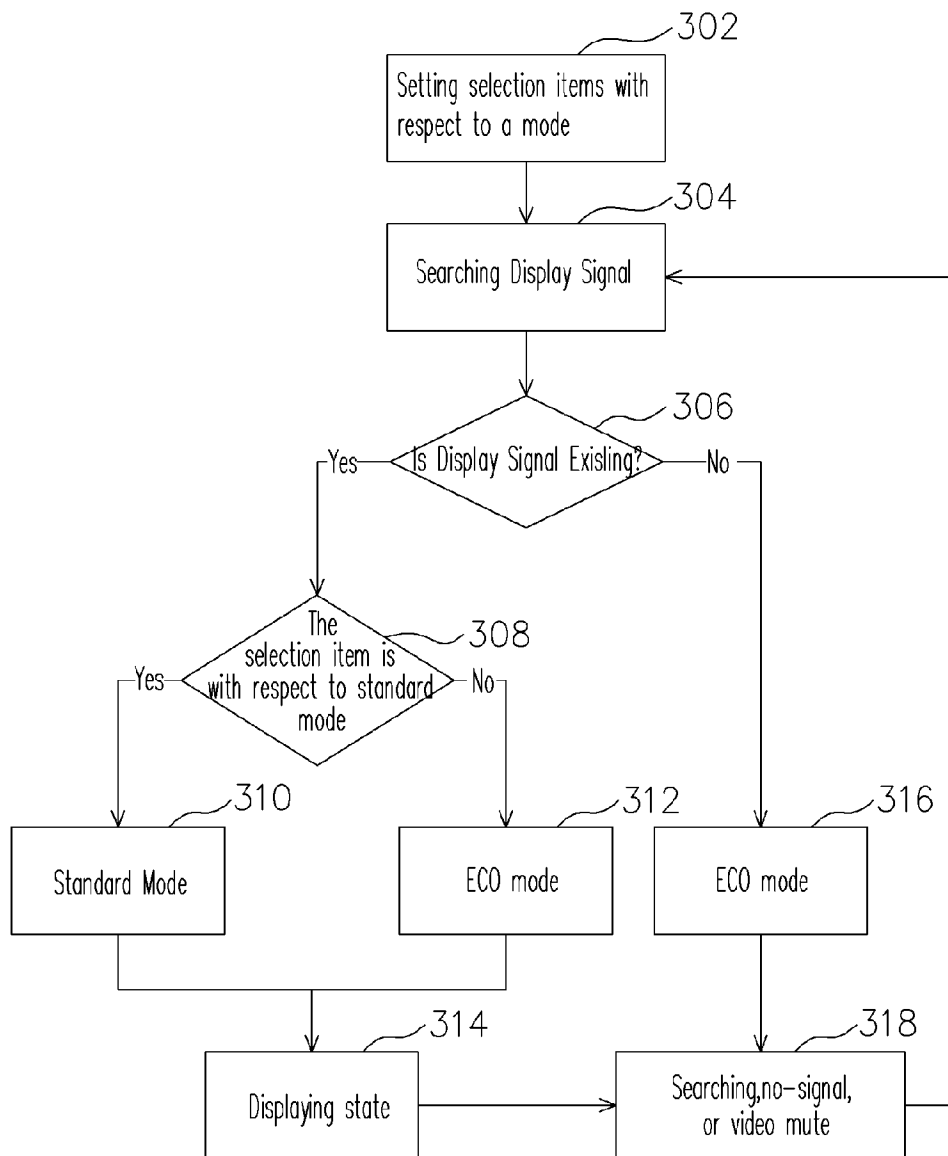 302
Setting selection items with
respect to a mode
304
Searching Display Signal
306
Is Display Signal Exisling?
Yes
No
308
The
selection item is
with respect to standard
mode
Yes
No
310
Standard Mode
312
ECO mode
316
ECO mode
314
Displaying state
318
Searching,no-signal,
or video mute